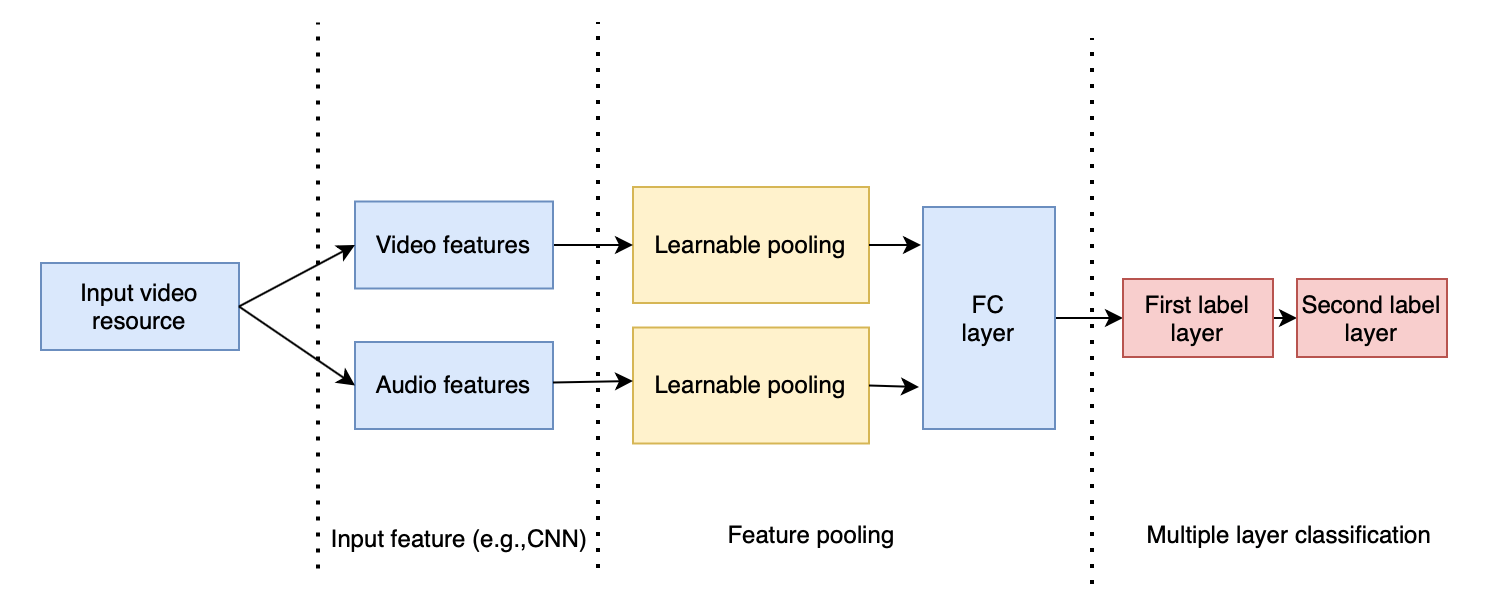 Input video
resource
Video features
Audio features
Learnable pooling
Learnable pooling
FC
layer
First label
layer
Second label
layer
Input feature (e.g.,CNN)
Feature pooling
Multiple layer classification